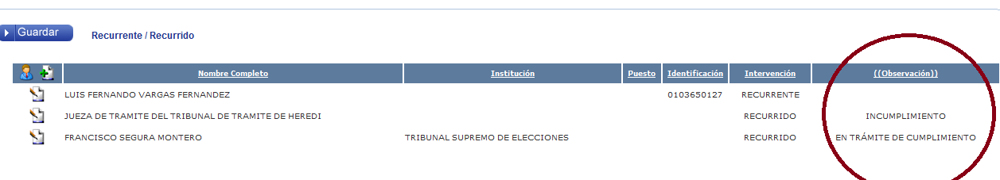 Guardar
Recurrente / Recurrido
Nombre Completo Institución Puesto Identificación Intervención ((Observación))
LUIS FERNANDO VARGAS FERNANDEZ 0103650127 RECURRENTE
JUEZA DE TRAMITE DEL TRIBUNAL DE TRAMITE DE HEREDI RECURRIDO INCUMPLIMIENTO
FRANCISCO SEGURA MONTERO TRIBUNAL SUPREMO DE ELECCIONES RECURRIDO EN TRÁMITE DE CUMPLIMIENTO